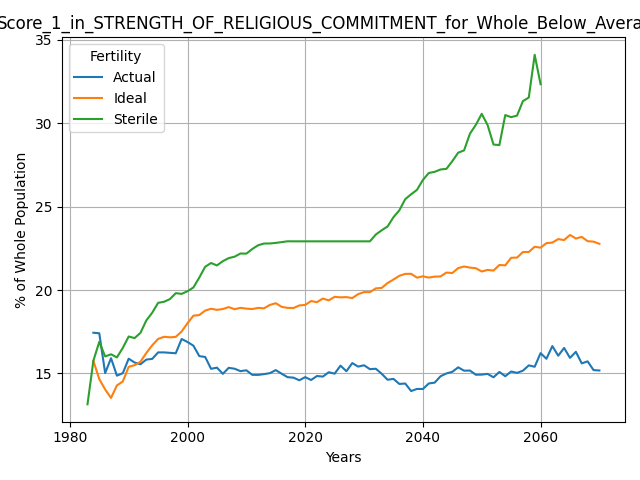 Score_1_in_STRENGTH_OF_RELIGIOUS_COMMITMENT_for_Whole_Below_Avera
35
30
25
20
15
% of Whole Population
Fertility
Actual
Ideal
Sterile
1980
2000
2020
2040
2060
Years